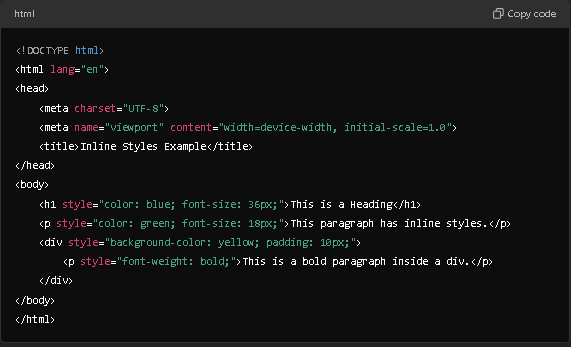 html
Copy code
<!DOCTYPE html>
<html lang="en">
<head>
    <meta charset="UTF-8">
    <meta name="viewport" content="width=device-width, initial-scale=1.0">
    <title>Inline Styles Example</title>
</head>
<body>
    <h1 style="color: blue; font-size: 36px;">This is a Heading</h1>
    <p style="color: green; font-size: 18px;">This paragraph has inline styles.</p>
    <div style="background-color: yellow; padding: 10px;">
        <p style="font-weight: bold;">This is a bold paragraph inside a div.</p>
    </div>
</body>
</html>